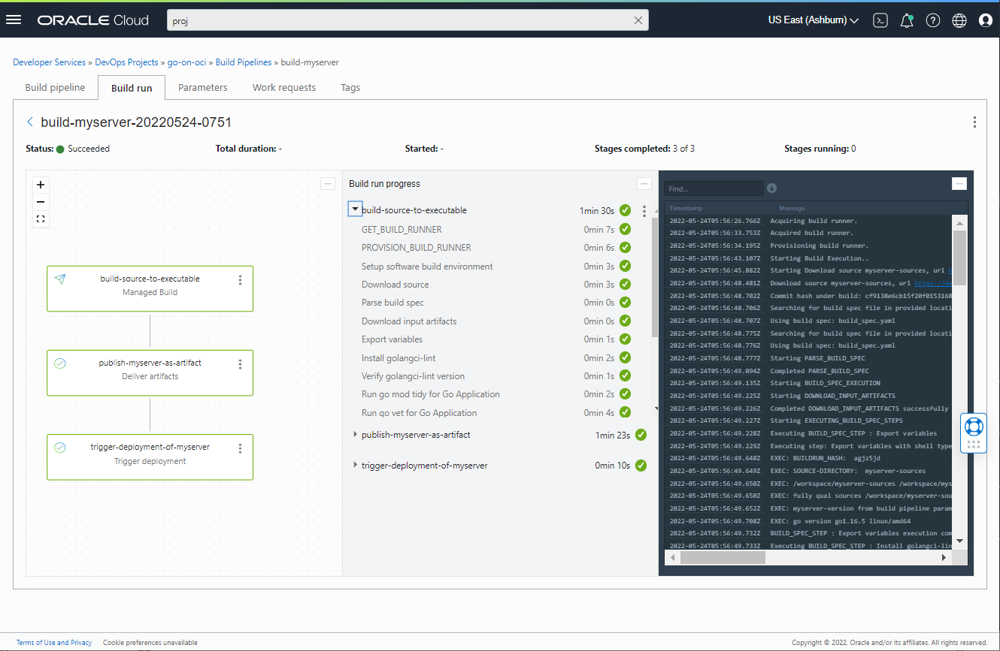 ORACLE Cloud
proj
US East (Ashburn)
Developer Services » DevOps Projects » go-on-oci » Build Pipelines » build-myserver
Build pipeline
Build run
Parameters
Work requests
Tags
build-myserver-20220524-0751
Status: Succeeded
Total duration: -
Started: -
Stages completed: 3 of 3
Stages running: 0
build-source-to-executable
Managed Build
publish-myserver-as-artifact
Deliver artifacts
trigger-deployment-of-myserver
Trigger deployment
Build run progress
build-source-to-executable 1min 30s
GET_BUILD_RUNNER 0min 7s
PROVISION_BUILD_RUNNER 0min 6s
Setup software build environment 0min 3s
Download source 0min 3s
Parse build spec 0min 0s
Download input artifacts 0min 0s
Export variables 0min 1s
Install golangci-lint 0min 2s
Verify golangci-lint version 0min 1s
Run go mod tidy for Go Application 0min 2s
Run go vet for Go Application 0min 4s
publish-myserver-as-artifact 1min 23s
trigger-deployment-of-myserver 0min 10s
Find...
Timestamp Message
2022-05-24T05:56:26.766Z Acquiring build runner.
2022-05-24T05:56:33.753Z Acquired build runner.
2022-05-24T05:56:34.195Z Provisioning build runner.
2022-05-24T05:56:43.107Z Starting Build Execution..
2022-05-24T05:56:45.882Z Starting Download source myserver-sources, url h
2022-05-24T05:56:48.481Z Download source myserver-sources, url https://de
2022-05-24T05:56:48.702Z Commit hash under build: cf9138e6cb15f20f0153168
2022-05-24T05:56:48.706Z Searching for build spec file in provided locati
2022-05-24T05:56:48.707Z Using build spec: build_spec.yaml
2022-05-24T05:56:48.775Z Searching for build spec file in provided locati
2022-05-24T05:56:48.776Z Using build spec: build_spec.yaml
2022-05-24T05:56:48.777Z Starting PARSE_BUILD_SPEC
2022-05-24T05:56:49.094Z Completed PARSE_BUILD_SPEC
2022-05-24T05:56:49.135Z Starting BUILD_SPEC_EXECUTION
2022-05-24T05:56:49.225Z Starting DOWNLOAD_INPUT_ARTIFACTS
2022-05-24T05:56:49.226Z Completed DOWNLOAD_INPUT_ARTIFACTS successfully
2022-05-24T05:56:49.227Z Starting EXECUTING_BUILD_SPEC_STEPS
2022-05-24T05:56:49.228Z Executing BUILD_SPEC_STEP : Export variables
2022-05-24T05:56:49.229Z Executing step: Export variables with shell type
2022-05-24T05:56:49.648Z EXEC: BUILDRUN_HASH: agjz5jd
2022-05-24T05:56:49.649Z EXEC: SOURCE-DIRECTORY: myserver-sources
2022-05-24T05:56:49.650Z EXEC: /workspace/myserver-sources /workspace/mys
2022-05-24T05:56:49.650Z EXEC: fully qual sources /workspace/myserver-sou
2022-05-24T05:56:49.652Z EXEC: myserver-version from build pipeline param
2022-05-24T05:56:49.708Z EXEC: go version go1.16.5 linux/amd64
2022-05-24T05:56:49.732Z BUILD_SPEC_STEP : Export variables execution com
2022-05-24T05:56:49.733Z Executing BUILD_SPEC_STEP : Install golangci-lin
Terms of Use and Privacy
Cookie preferences unavailable
Copyright © 2022, Oracle and/or its affiliates. All rights reserved.